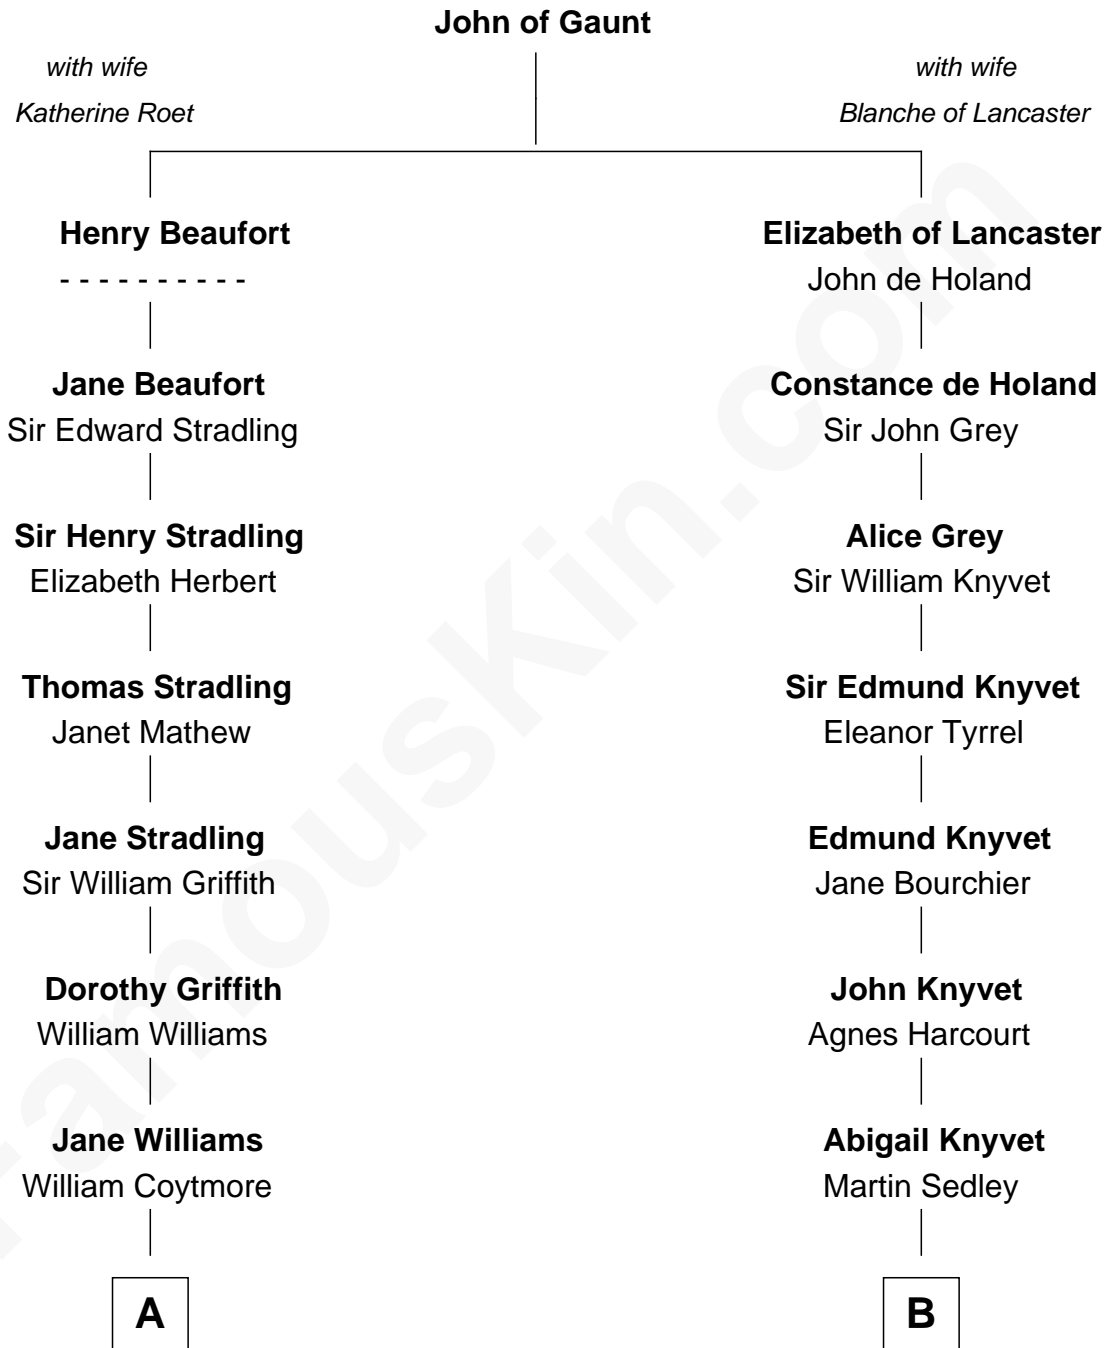 John of Gaunt
with wife
Katherine Roet
with wife
Blanche of Lancaster
Henry Beaufort
- - - - - - - - - -
Jane Beaufort
Sir Edward Stradling
Sir Henry Stradling
Elizabeth Herbert
Thomas Stradling
Janet Mathew
Jane Stradling
Sir William Griffith
Dorothy Griffith
William Williams
Jane Williams
William Coytmore
A
Elizabeth of Lancaster
John de Holand
Constance de Holand
Sir John Grey
Alice Grey
Sir William Knyvet
Sir Edmund Knyvet
Eleanor Tyrrel
Edmund Knyvet
Jane Bourchier
John Knyvet
Agnes Harcourt
Abigail Knyvet
Martin Sedley
B
FamousKin.com